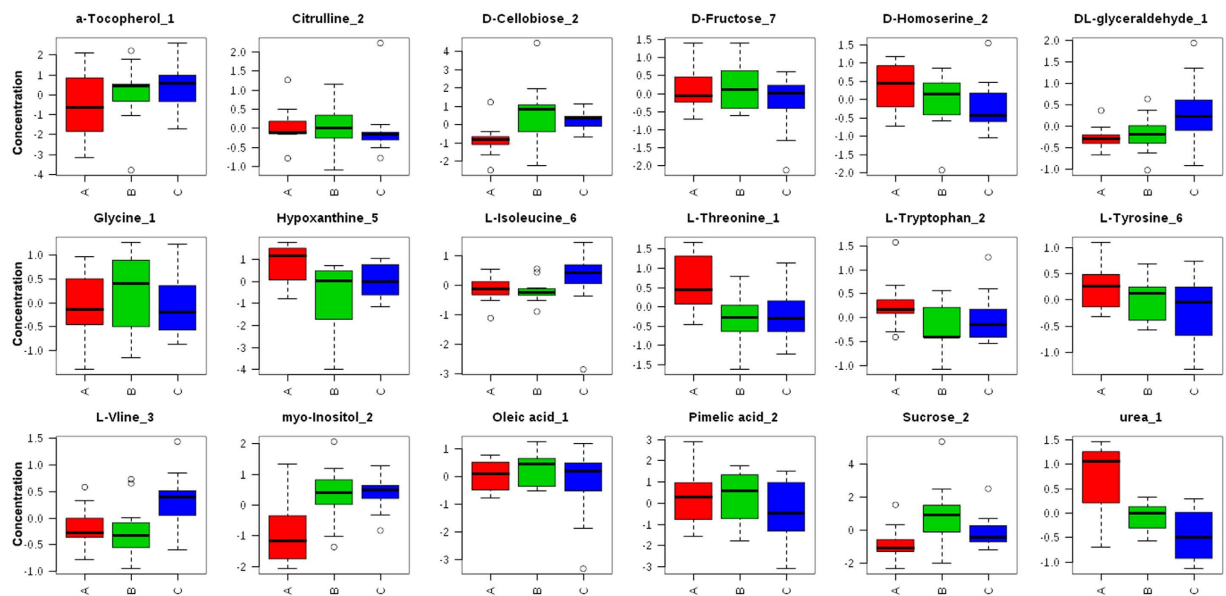 a-Tocopherol_1 Citrulline_2 D-Cellobiose_2 D-Fructose_7 D-Homoserine_2 DL-glyceraldehyde_1
Concentration
2 1 0 -1 -2 -3 -4
2.0 1.5 1.0 0.5 0.0 -0.5 -1.0
4 3 2 1 0 -1 -2
1.5 1.0 0.5 0.0 -0.5 -1.0 -1.5 -2.0
1.5 1.0 0.5 0.0 -0.5 -1.0 -1.5 -2.0
2.0 1.5 1.0 0.5 0.0 -0.5 -1.0
A B C A B C A B C A B C A B C A B C
Glycine_1 Hypoxanthine_5 L-Isoleucine_6 L-Threonine_1 L-Tryptophan_2 L-Tyrosine_6
Concentration
1.0 0.5 0.0 -0.5 -1.0
1 0 -1 -2 -3 -4
1 0 -1 -2 -3
1.5 1.0 0.5 0.0 -0.5 -1.0 -1.5
1.5 1.0 0.5 0.0 -0.5 -1.0
1.0 0.5 0.0 -0.5 -1.0
A B C A B C A B C A B C A B C A B C
L-Vline_3 myo-Inositol_2 Oleic acid_1 Pimelic acid_2 Sucrose_2 urea_1
Concentration
1.5 1.0 0.5 0.0 -0.5 -1.0
2 1 0 -1 -2
1 0 -1 -2 -3
3 2 1 0 -1 -2 -3
4 2 0 -2
1.5 1.0 0.5 0.0 -0.5 -1.0
A B C A B C A B C A B C A B C A B C